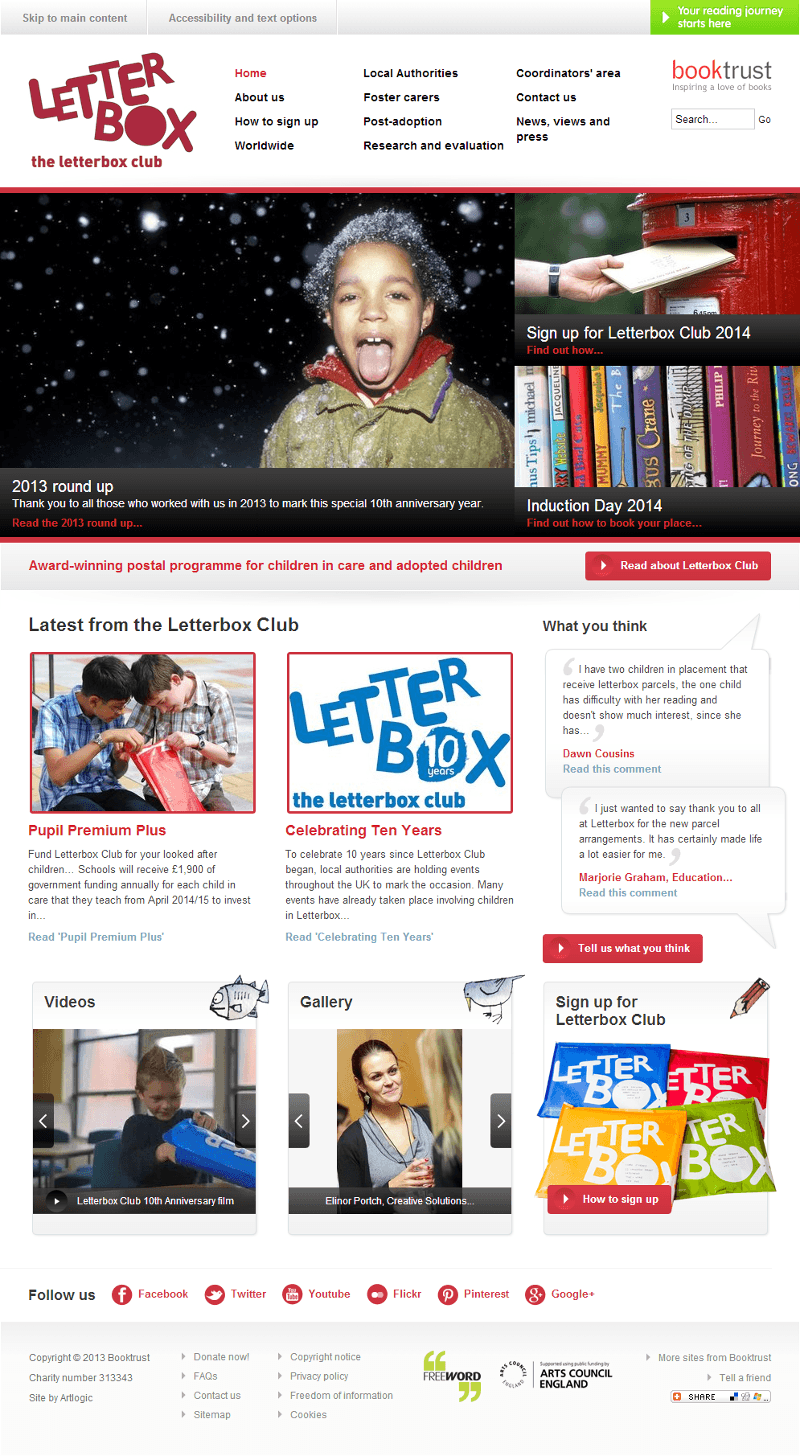 Skip to main content
Accessibility and text options
Your reading journey
starts here
LETTER
BOX
the letterbox club
Home
About us
How to sign up
Worldwide
Local Authorities
Foster carers
Post-adoption
Research and evaluation
Coordinators' area
Contact us
News, views and
press
booktrust
Inspiring a love of books
Search...
Go
3
Sign up for Letterbox Club 2014
Find out how...
michael
JACQUELINE
MUMMY
The B
Crane
PHILIP
Journey to the Riv
Induction Day 2014
Find out how to book your place...
2013 round up
Thank you to all those who worked with us in 2013 to mark this special 10th anniversary year.
Read the 2013 round up...
Award-winning postal programme for children in care and adopted children
Read about Letterbox Club
Latest from the Letterbox Club
LETTER
BOX
10
years
the letterbox club
Pupil Premium Plus
Fund Letterbox Club for your looked after
children... Schools will receive £1,900 of
government funding annually for each child in
care that they teach from April 2014/15 to invest
in...
Read 'Pupil Premium Plus'
Celebrating Ten Years
To celebrate 10 years since Letterbox Club
began, local authorities are holding events
throughout the UK to mark the occasion. Many
events have already taken place involving children
in Letterbox...
Read 'Celebrating Ten Years'
What you think
I have two children in placement that
receive letterbox parcels, the one child
has difficulty with her reading and
doesn't show much interest, since she
has...
Dawn Cousins
Read this comment
I just wanted to say thank you to all
at Letterbox for the new parcel
arrangements. It has certainly made life
a lot easier for me.
Marjorie Graham, Education...
Read this comment
Tell us what you think
Videos
Letterbox Club 10th Anniversary film
Gallery
Elinor Portch, Creative Solutions...
Sign up for
Letterbox Club
LETTER
BOX
LETTER
LETTER
BOX
LETTER
BOX
How to sign up
Follow us
Facebook
Twitter
Youtube
Flickr
Pinterest
Google+
Copyright © 2013 Booktrust
Charity number 313343
Site by Artlogic
Donate now!
FAQs
Contact us
Sitemap
Copyright notice
Privacy policy
Freedom of information
Cookies
FREEWORD
ARTS COUNCIL
ENGLAND
Supported using public funding by
ARTS COUNCIL
ENGLAND
More sites from Booktrust
Tell a friend
SHARE